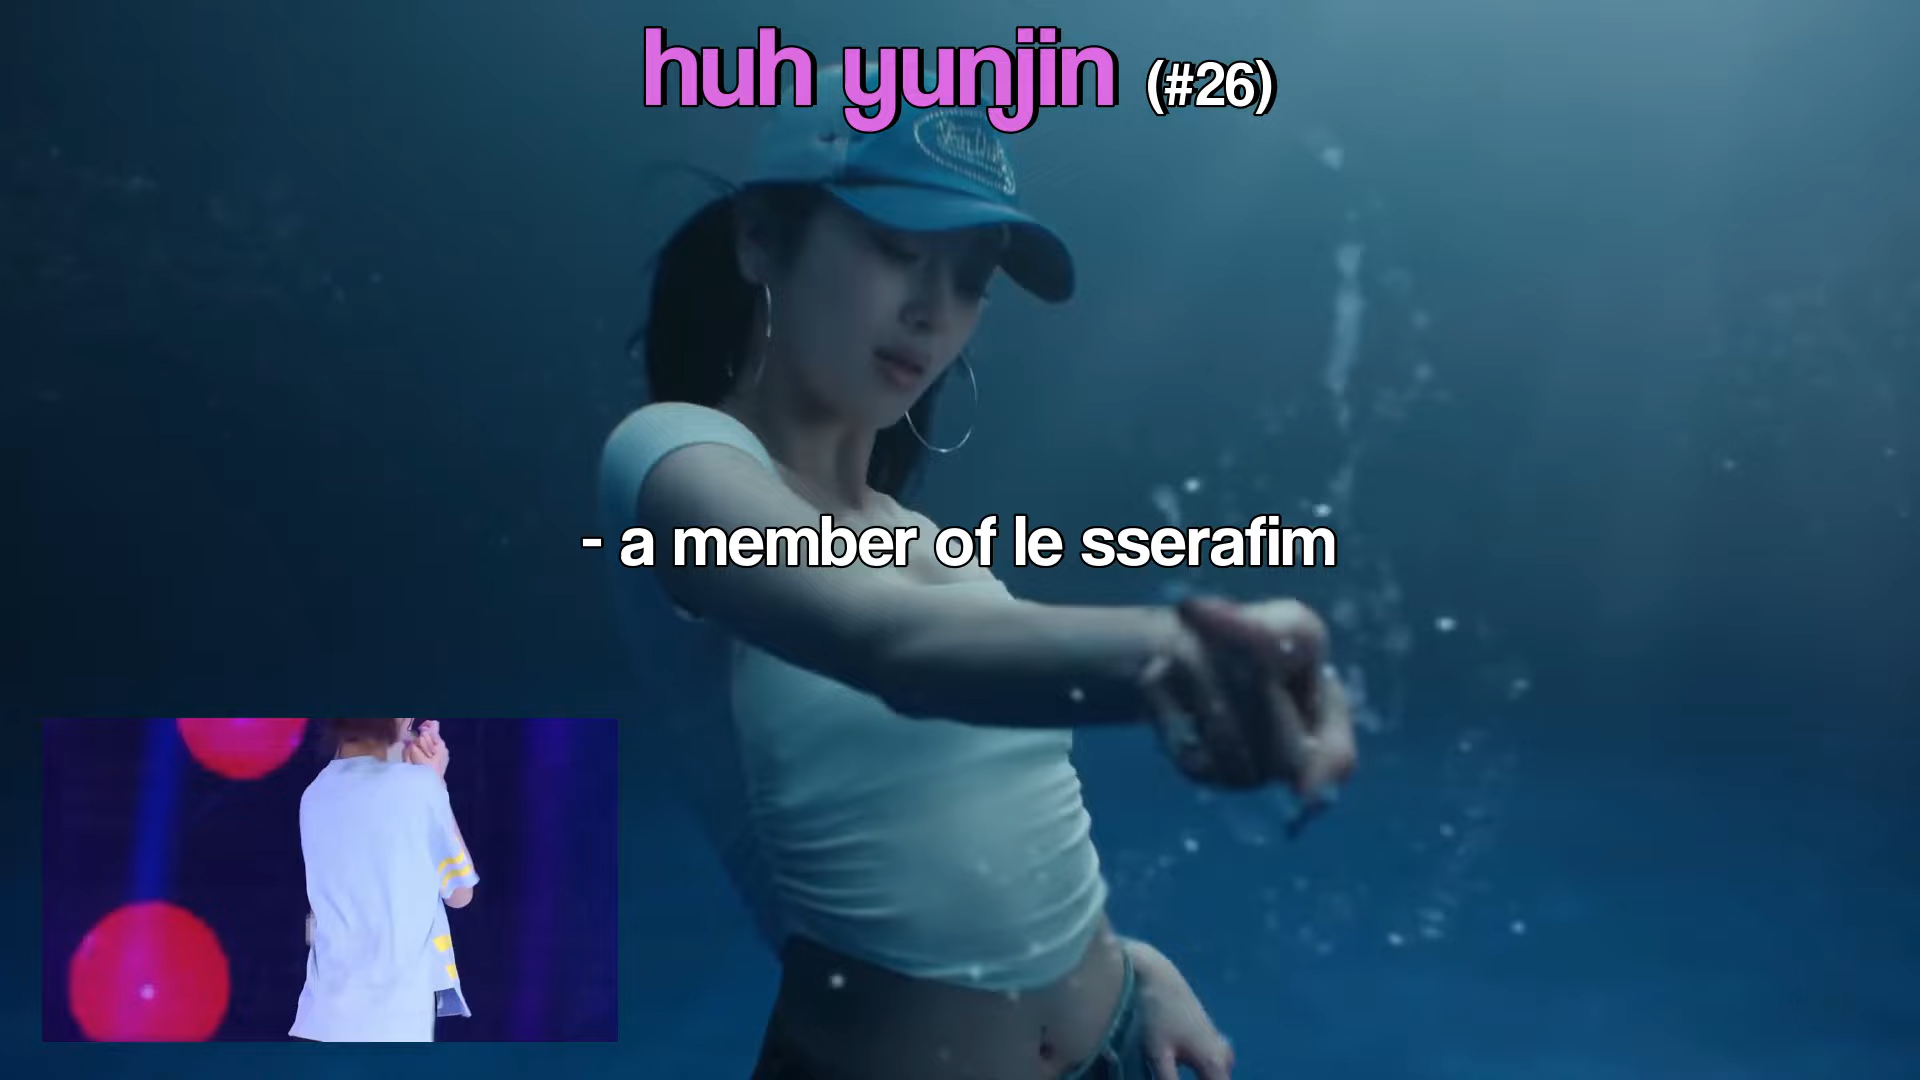 huh yunjin (#26)
- a member of le sserafim